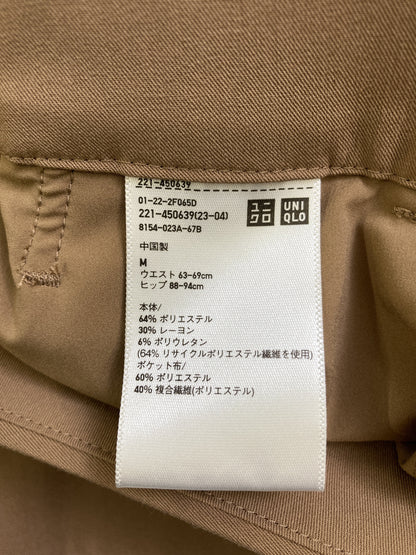 221-450639
01-22-2F065D
221-450639(23-04)
8154-023A-67B
ユニ
クロ
UNI
QLO
中国製
M
ウエスト 63-69cm
ヒップ 88-94cm
本体/
64% ポリエステル
30% レーヨン
6% ポリウレタン
(64% リサイクルポリエステル繊維を使用)
ポケット布/
60% ポリエステル
40% 複合繊維(ポリエステル)